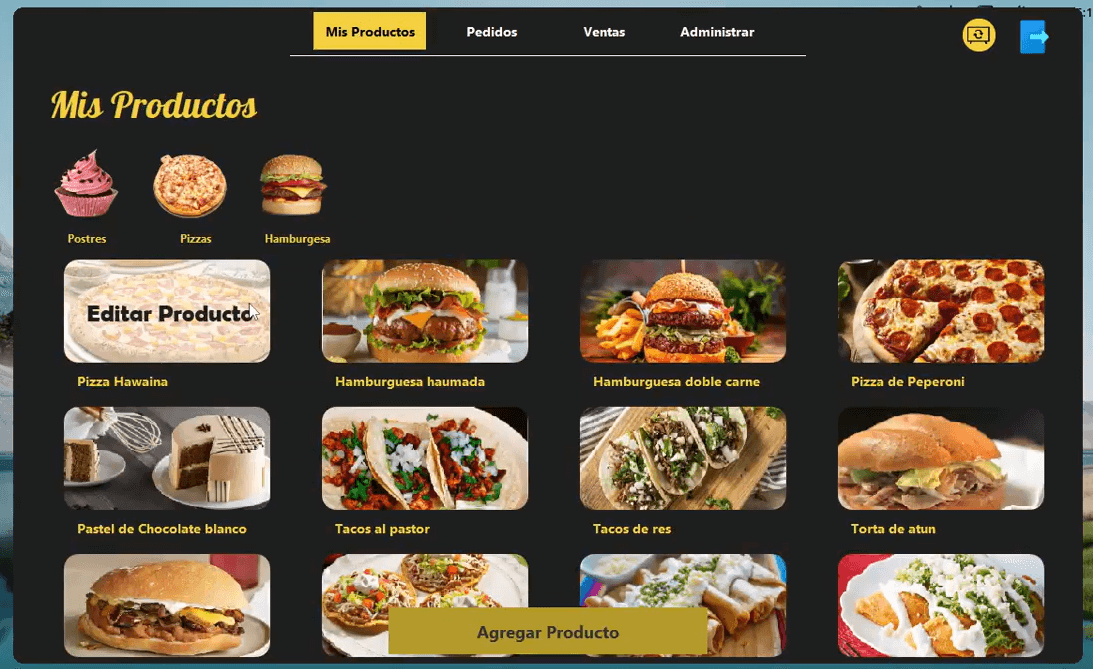 Mis Productos
Pedidos
Ventas
Administrar
Mis Productos
Postres
Pizzas
Hamburgesa
Editar Producto
Pizza Hawaina
Hamburguesa haumada
Hamburguesa doble carne
Pizza de Peperoni
Pastel de Chocolate blanco
Tacos al pastor
Tacos de res
Torta de atun
Agregar Producto